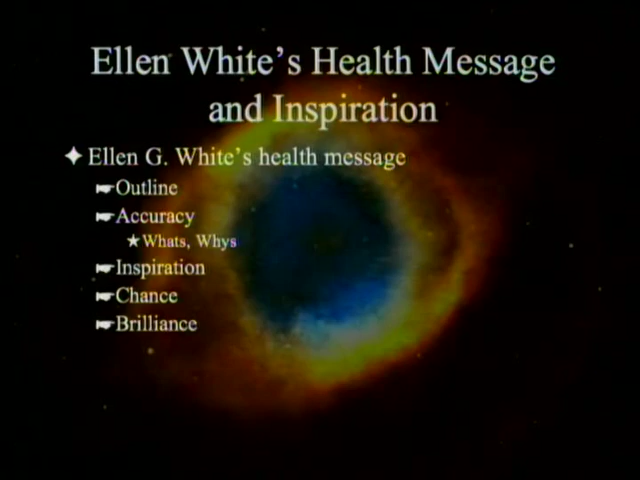 Ellen White's Health Message
and Inspiration
Ellen G. White's health message
Outline
Accuracy
Whats, Whys
Inspiration
Chance
Brilliance